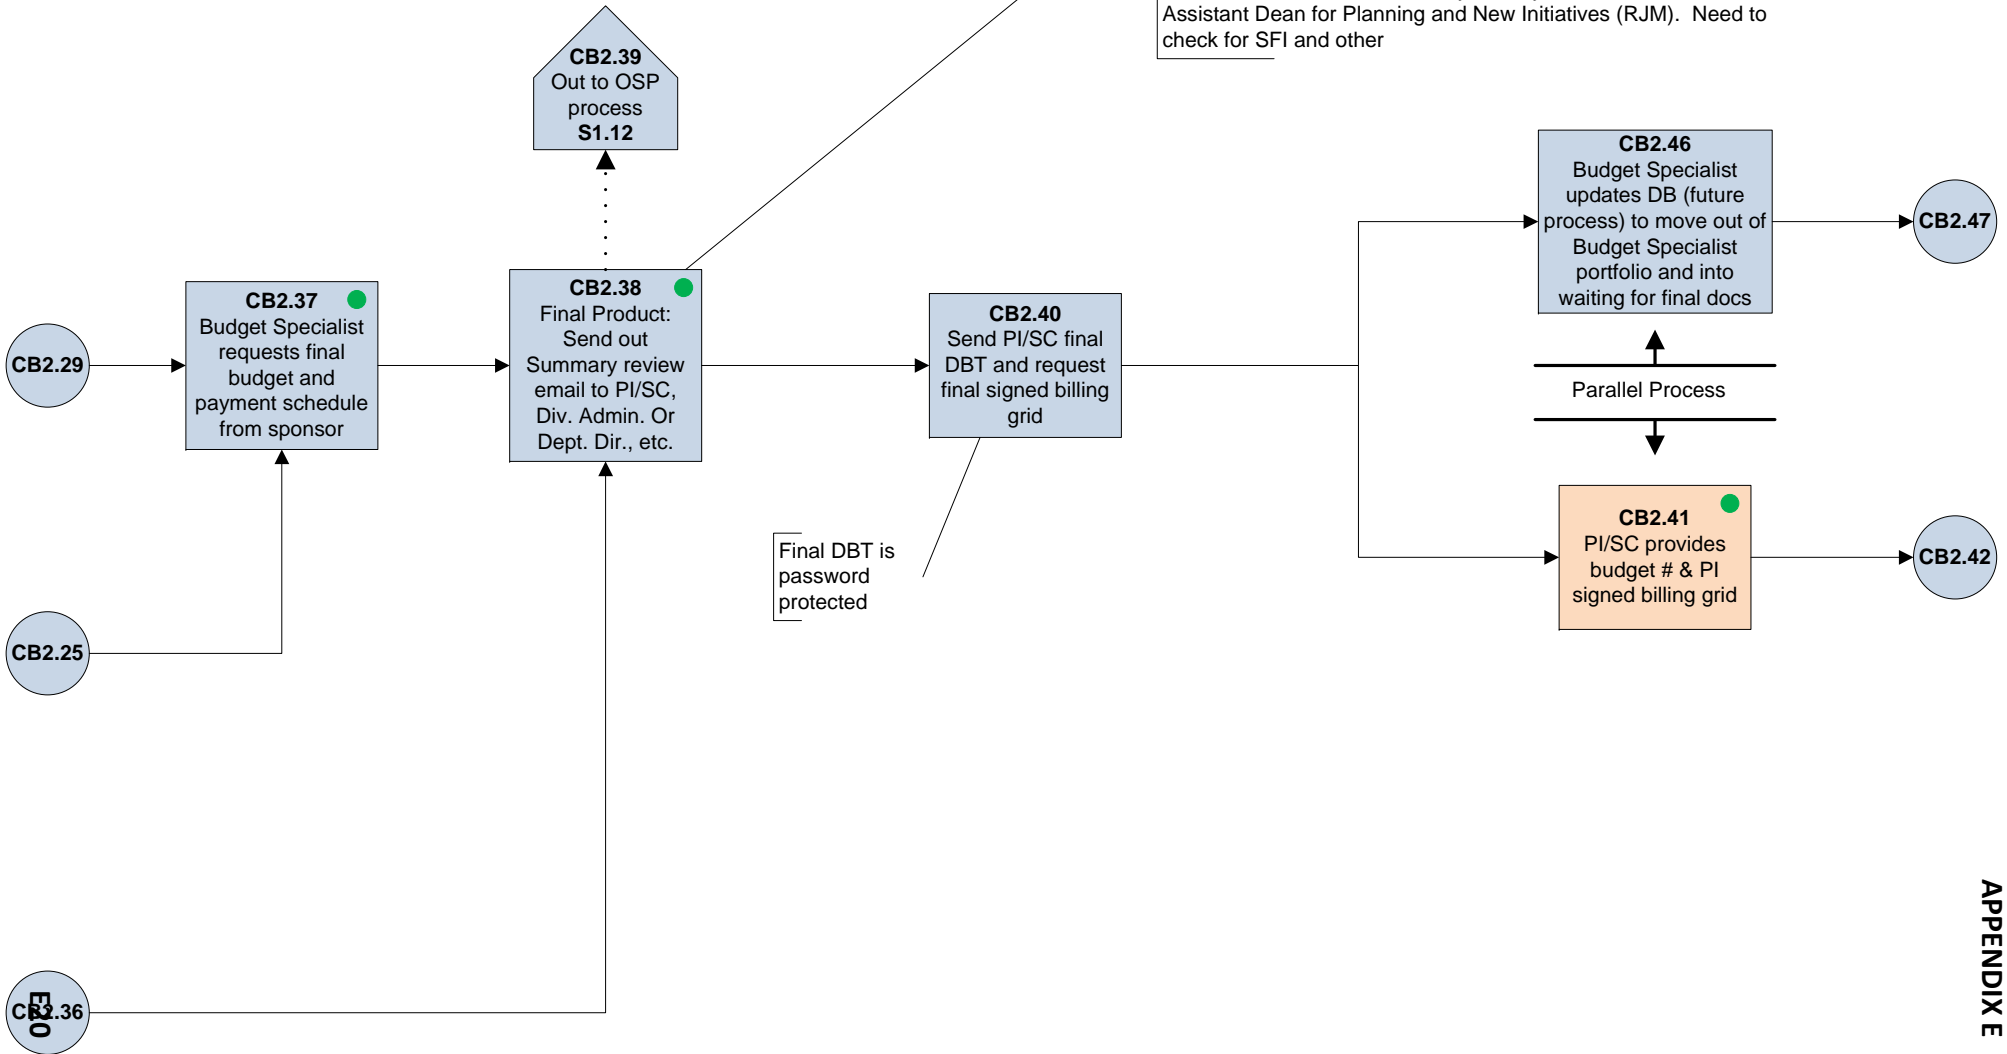 Assistant Dean for Planning and New Initiatives (RJM). Need to
check for SFI and other
CB2.39
Out to OSP
process
S1.12
CB2.29
CB2.37
Budget Specialist
requests final
budget and
payment schedule
from sponsor
CB2.38
Final Product:
Send out
Summary review
email to PI/SC,
Div. Admin. Or
Dept. Dir., etc.
CB2.40
Send PI/SC final
DBT and request
final signed billing
grid
CB2.46
Budget Specialist
updates DB (future
process) to move out of
Budget Specialist
portfolio and into
waiting for final docs
CB2.47
Parallel Process
CB2.41
PI/SC provides
budget # & PI
signed billing grid
CB2.42
Final DBT is
password
protected
CB2.25
CB2.36
E20
APPENDIX E